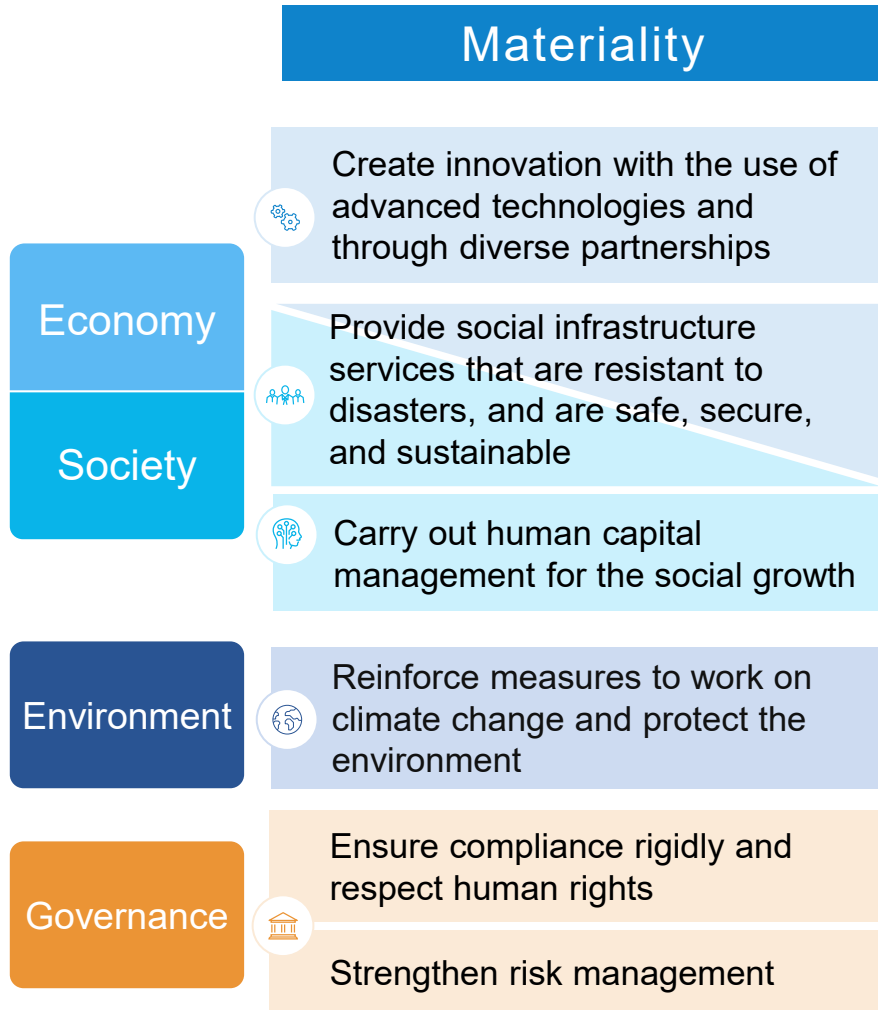 Materiality
Create innovation with the use of
advanced technologies and
through diverse partnerships
Economy
Provide social infrastructure
services that are resistant to
disasters, and are safe, secure,
and sustainable
Society
Carry out human capital
management for the social growth
Environment
Reinforce measures to work on
climate change and protect the
environment
Governance
Ensure compliance rigidly and
respect human rights
Strengthen risk management